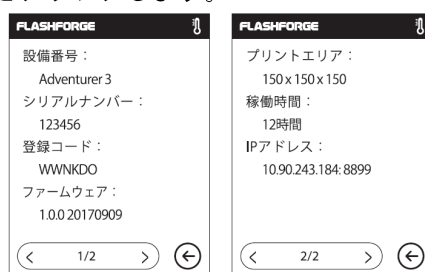 FLASHFORGE
設備番号：
Adventurer 3
シリアルナンバー：
123456
登録コード：
WWNKDO
ファームウェア：
1.0.0 20170909
1/2
FLASHFORGE
プリントエリア：
150 x 150 x 150
稼働時間：
12時間
IPアドレス：
10.90.243.184: 8899
2/2